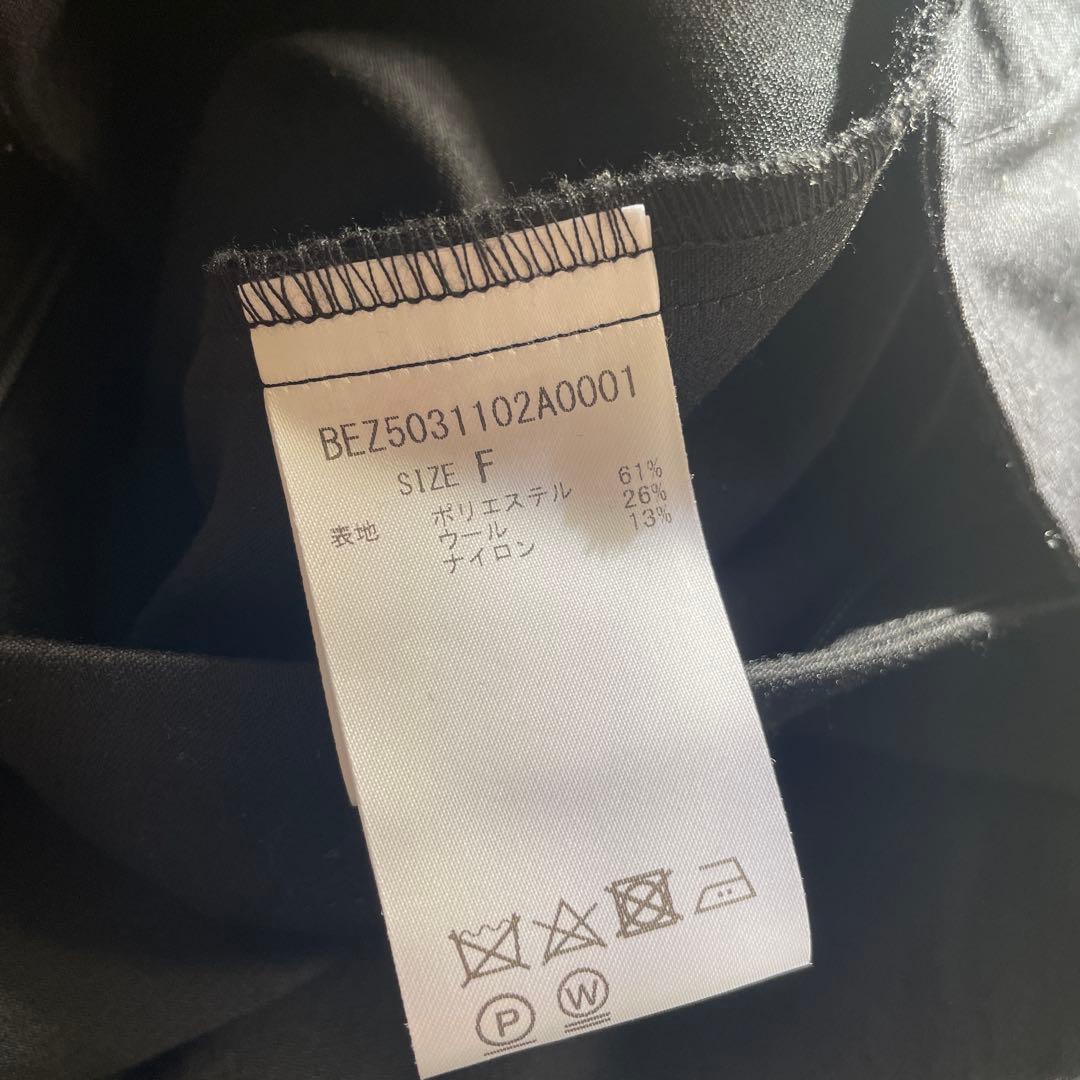 BEZ5031102A0001
SIZE F
表地 ポリエステル 61%
ウール 26%
ナイロン 13%
P W